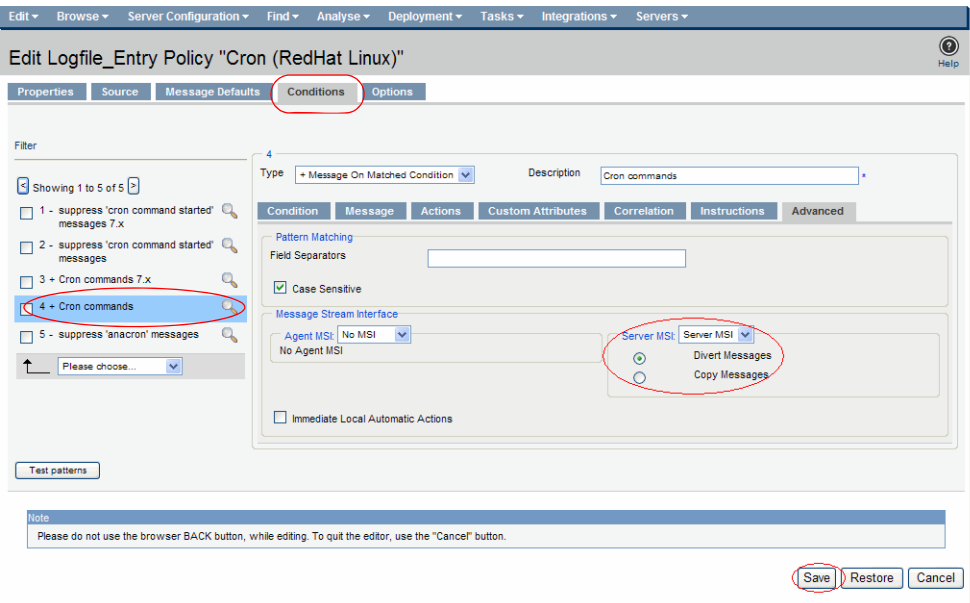 Edit Browse Server Configuration Find Analyse Deployment Tasks Integrations Servers
Edit Logfile_Entry Policy "Cron (RedHat Linux)"
Help
Properties Source Message Defaults Conditions Options
Filter
4
Type + Message On Matched Condition Description Cron commands *
< Showing 1 to 5 of 5 >
1 - suppress 'cron command started'
messages 7.x
2 - suppress 'cron command started'
messages
3 + Cron commands 7.x
4 + Cron commands
5 - suppress 'anacron' messages
Please choose...
Condition Message Actions Custom Attributes Correlation Instructions Advanced
Pattern Matching
Field Separators
Case Sensitive
Message Stream Interface
Agent MSI: No MSI
No Agent MSI
Server MSI: Server MSI
Divert Messages
Copy Messages
Immediate Local Automatic Actions
Test patterns
Note
Please do not use the browser BACK button, while editing. To quit the editor, use the "Cancel" button.
Save Restore Cancel